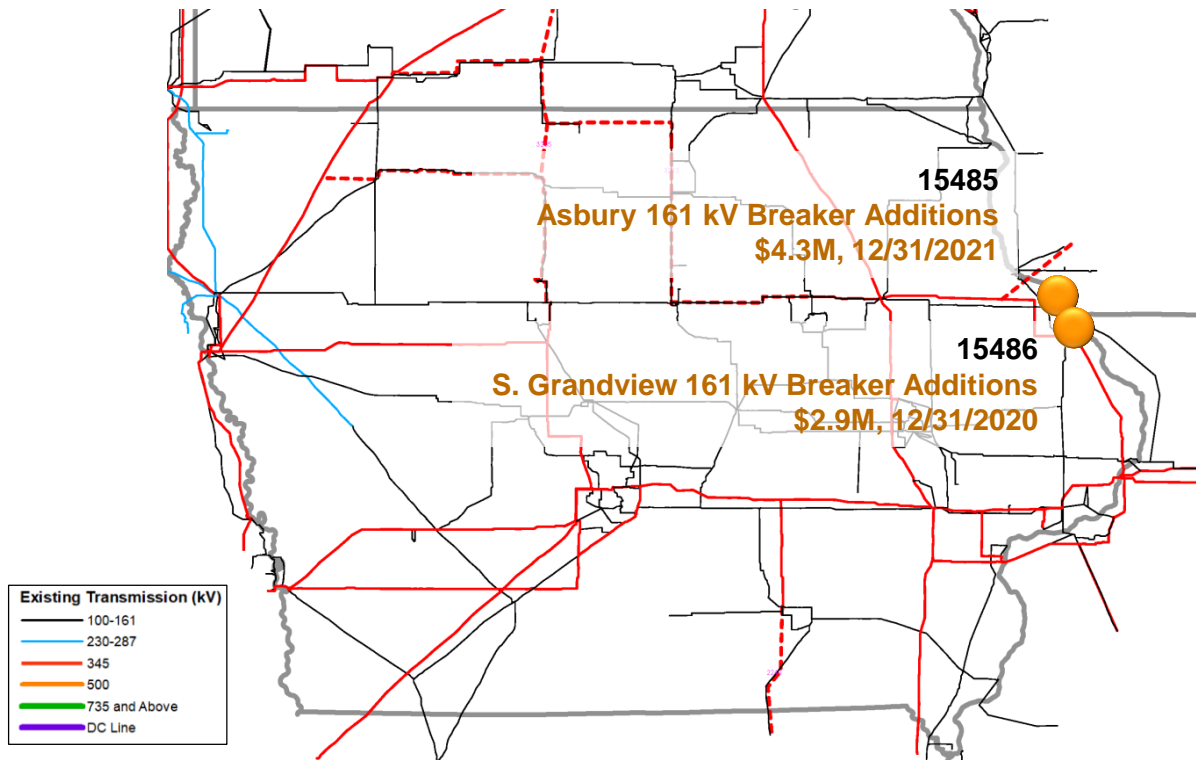 15485
Asbury 161 kV Breaker Additions
$4.3M, 12/31/2021
15486
S. Grandview 161 kV Breaker Additions
$2.9M, 12/31/2020
Existing Transmission (kV)
100-161
230-287
345
500
735 and Above
DC Line